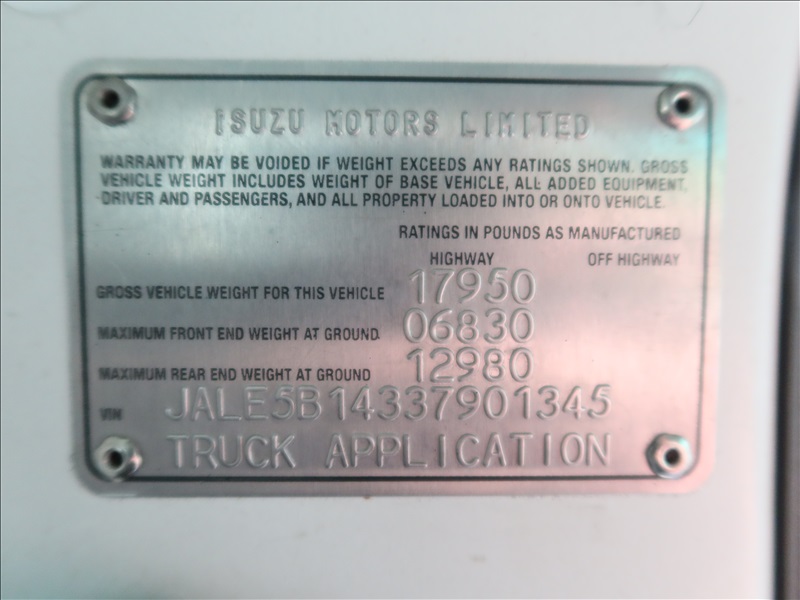 ISUZU MOTORS LIMITED
WARRANTY MAY BE VOIDED IF WEIGHT EXCEEDS ANY RATINGS SHOWN. GROSS
VEHICLE WEIGHT INCLUDES WEIGHT OF BASE VEHICLE, ALL ADDED EQUIPMENT,
DRIVER AND PASSENGERS, AND ALL PROPERTY LOADED INTO OR ONTO VEHICLE.
RATINGS IN POUNDS AS MANUFACTURED
HIGHWAY OFF HIGHWAY
GROSS VEHICLE WEIGHT FOR THIS VEHICLE 17950
MAXIMUM FRONT END WEIGHT AT GROUND 06830
MAXIMUM REAR END WEIGHT AT GROUND 12980
VIN JALE5B14337901345
TRUCK APPLICATION